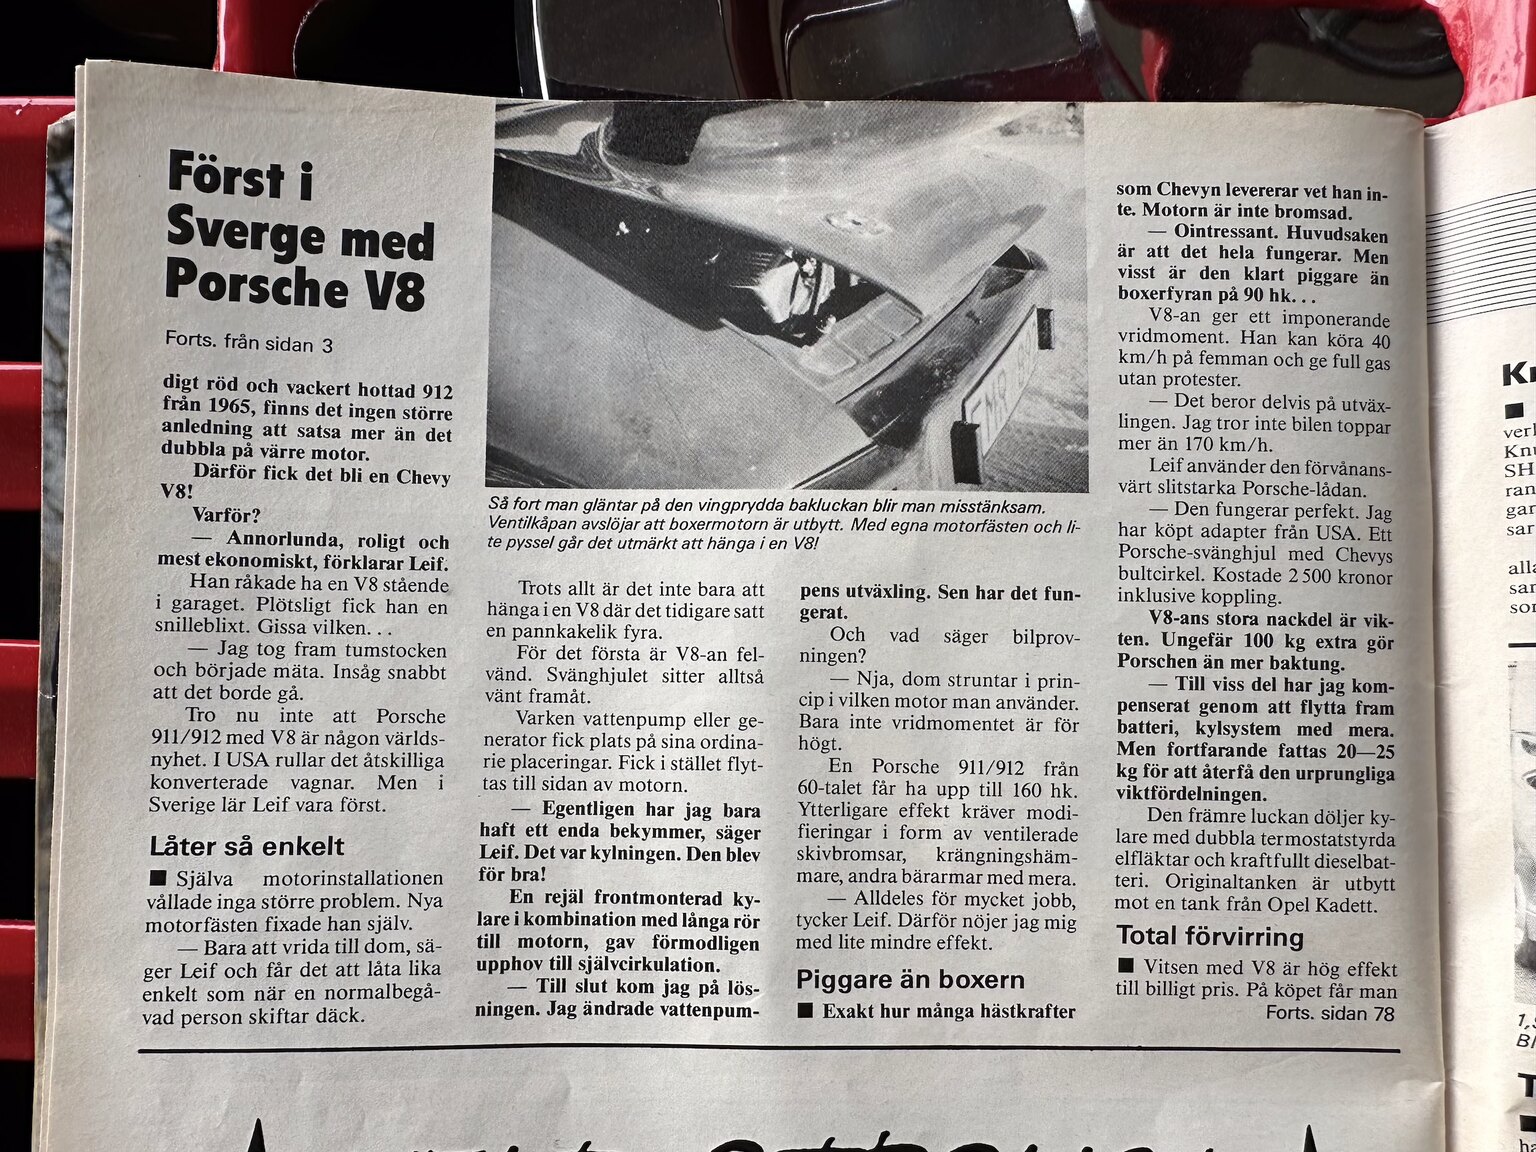 Först i
Sverge med
Porsche V8
Forts. från sidan 3
digt röd och vackert hottad 912
från 1965, finns det ingen större
anledning att satsa mer än det
dubbla på värre motor.
Därför fick det bli en Chevy
V8!
Varför?
— Annorlunda, roligt och
mest ekonomiskt, förklarar Leif.
Han råkade ha en V8 stående
i garaget. Plötsligt fick han en
snilleblixt. Gissa vilken. . .
— Jag tog fram tumstocken
och började mäta. Insåg snabbt
att det borde gå.
Tro nu inte att Porsche
911/912 med V8 är någon världs-
nyhet. I USA rullar det åtskilliga
konverterade vagnar. Men i
Sverige lär Leif vara först.
Låter så enkelt
■ Själva motorinstallationen
vållade inga större problem. Nya
motorfästen fixade han själv.
— Bara att vrida till dom, sä-
ger Leif och får det att låta lika
enkelt som när en normalbegå-
vad person skiftar däck.
Så fort man gläntar på den vingprydda bakluckan blir man misstänksam.
Ventilkåpan avslöjar att boxermotorn är utbytt. Med egna motorfästen och li-
te pyssel går det utmärkt att hänga i en V8!
Trots allt är det inte bara att
hänga i en V8 där det tidigare satt
en pannkakelik fyra.
För det första är V8-an fel-
vänd. Svänghjulet sitter alltså
vänt framåt.
Varken vattenpump eller ge-
nerator fick plats på sina ordina-
rie placeringar. Fick i stället flyt-
tas till sidan av motorn.
— Egentligen har jag bara
haft ett enda bekymmer, säger
Leif. Det var kylningen. Den blev
för bra!
En rejäl frontmonterad ky-
lare i kombination med långa rör
till motorn, gav förmodligen
upphov till självcirkulation.
— Till slut kom jag på lös-
ningen. Jag ändrade vattenpum-
pens utväxling. Sen har det fun-
gerat.
Och vad säger bilprov-
ningen?
— Nja, dom struntar i prin-
cip i vilken motor man använder.
Bara inte vridmomentet är för
högt.
En Porsche 911/912 från
60-talet får ha upp till 160 hk.
Ytterligare effekt kräver modi-
fieringar i form av ventilerade
skivbromsar, krängningshäm-
mare, andra bärarmar med mera.
— Alldeles för mycket jobb,
tycker Leif. Därför nöjer jag mig
med lite mindre effekt.
Piggare än boxern
■ Exakt hur många hästkrafter
som Chevyn levererar vet han in-
te. Motorn är inte bromsad.
— Ointressant. Huvudsaken
är att det hela fungerar. Men
visst är den klart piggare än
boxerfyran på 90 hk. . .
V8-an ger ett imponerande
vridmoment. Han kan köra 40
km/h på femman och ge full gas
utan protester.
— Det beror delvis på utväx-
lingen. Jag tror inte bilen toppar
mer än 170 km/h.
Leif använder den förvånans-
värt slitstarka Porsche-lådan.
— Den fungerar perfekt. Jag
har köpt adapter från USA. Ett
Porsche-svänghjul med Chevys
bultcirkel. Kostade 2 500 kronor
inklusive koppling.
V8-ans stora nackdel är vik-
ten. Ungefär 100 kg extra gör
Porschen än mer baktung.
— Till viss del har jag kom-
penserat genom att flytta fram
batteri, kylsystem med mera.
Men fortfarande fattas 20—25
kg för att återfå den urprungliga
viktfördelningen.
Den främre luckan döljer ky-
lare med dubbla termostatstyrda
elfläktar och kraftfullt dieselbat-
teri. Originaltanken är utbytt
mot en tank från Opel Kadett.
Total förvirring
■ Vitsen med V8 är hög effekt
till billigt pris. På köpet får man
Forts. sidan 78